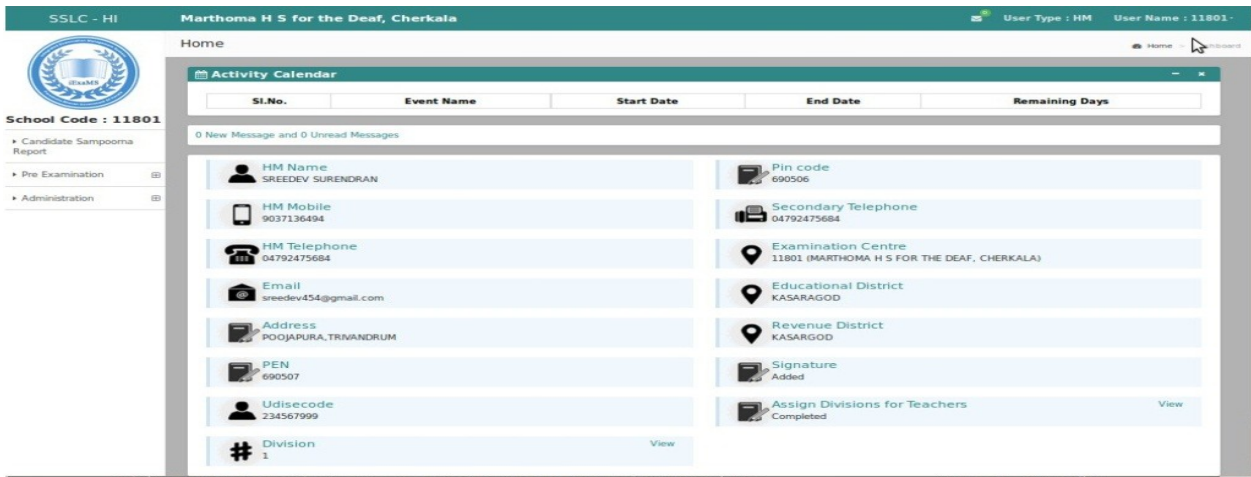 SSLC - HI
Marthoma H S for the Deaf, Cherkala
0
User Type : HM
User Name : 11801
Home
Home
Dashboard
iExaMS
School Code : 11801
Candidate Sampoorna
Report
Pre Examination
Administration
Activity Calendar
Sl.No. Event Name Start Date End Date Remaining Days
0 New Message and 0 Unread Messages
HM Name
SREEDEV SURENDRAN
HM Mobile
9037136494
HM Telephone
04792475684
Email
sreedev454@gmail.com
Address
POOJAPURA,TRIVANDRUM
PEN
690507
Udisecode
234567999
Division View
1
Pin code
690506
Secondary Telephone
04792475684
Examination Centre
11801 (MARTHOMA H S FOR THE DEAF, CHERKALA)
Educational District
KASARAGOD
Revenue District
KASARGOD
Signature
Added
Assign Divisions for Teachers View
Completed